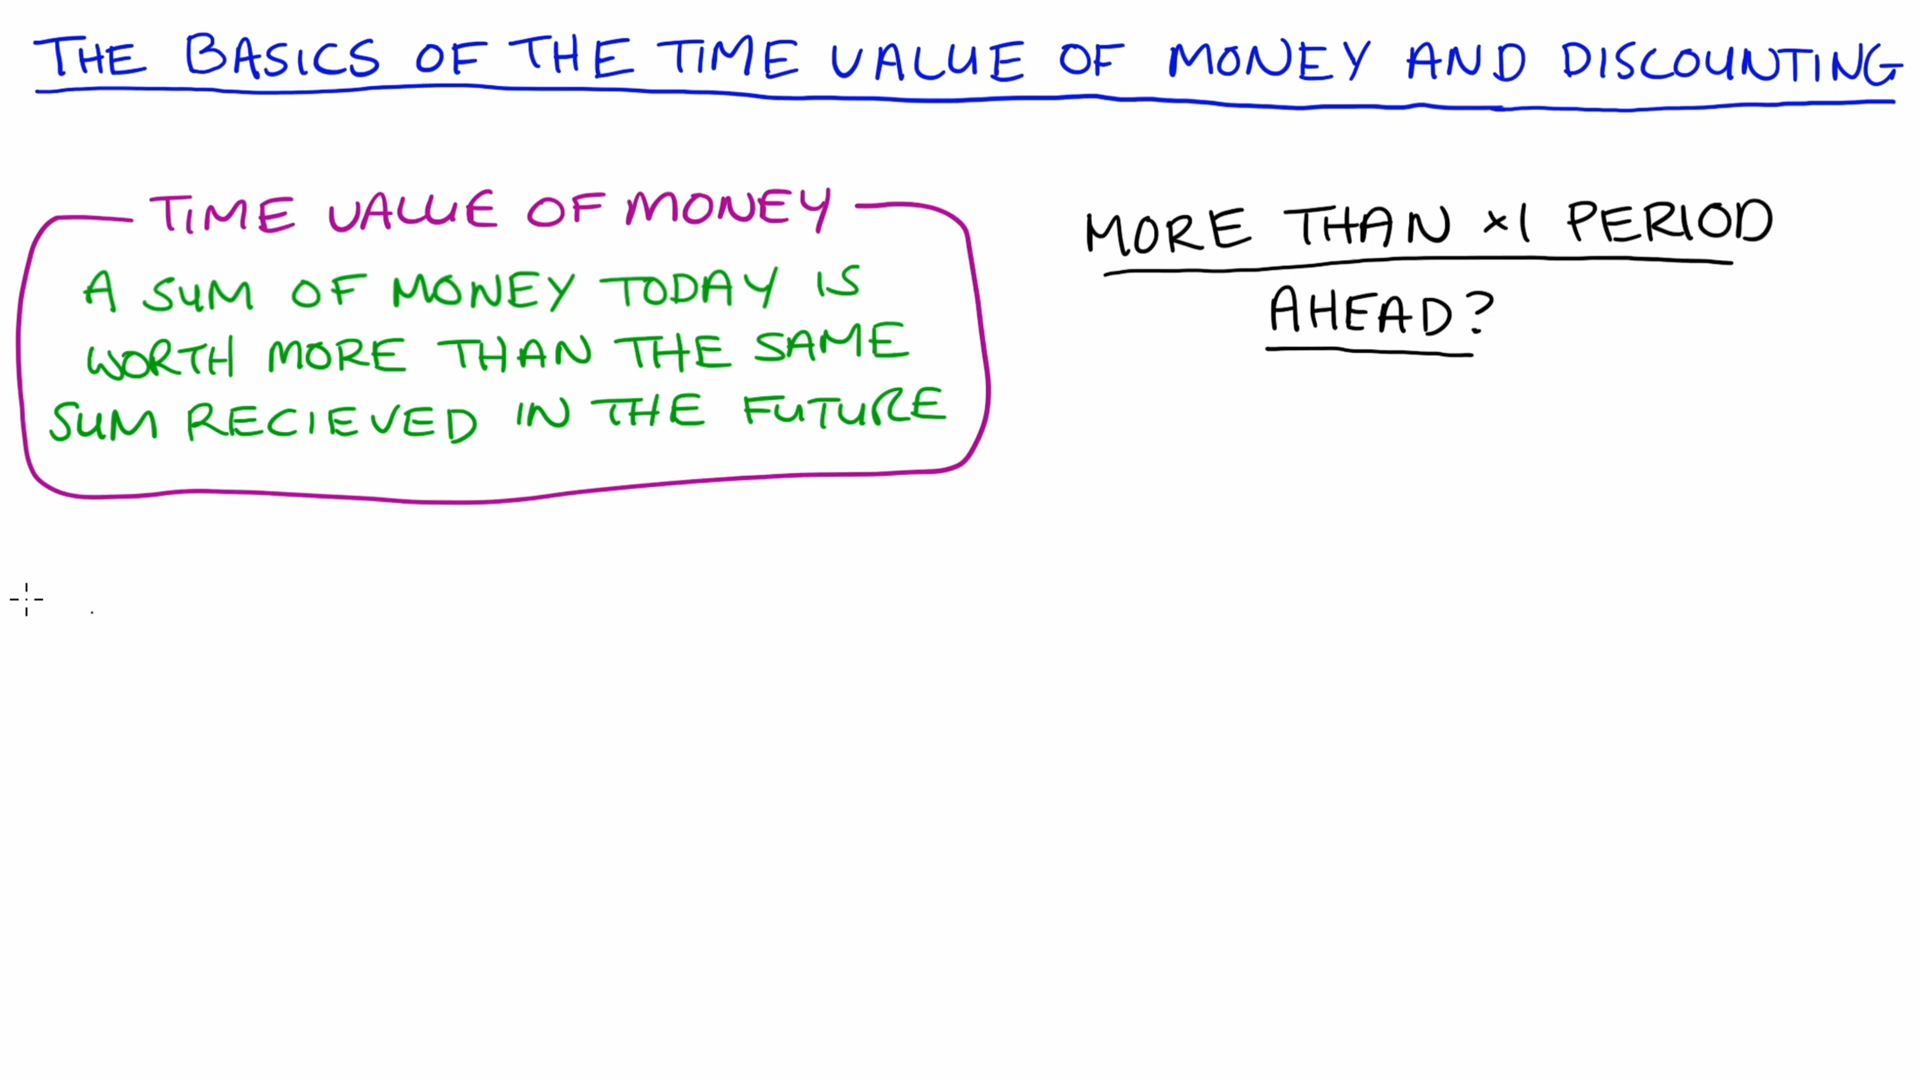 THE BASICS OF THE TIME VALUE OF MONEY AND DISCOUNTING
TIME VALUE OF MONEY
A SUM OF MONEY TODAY IS
WORTH MORE THAN THE SAME
SUM RECIEVED IN THE FUTURE
MORE THAN ×1 PERIOD
AHEAD?